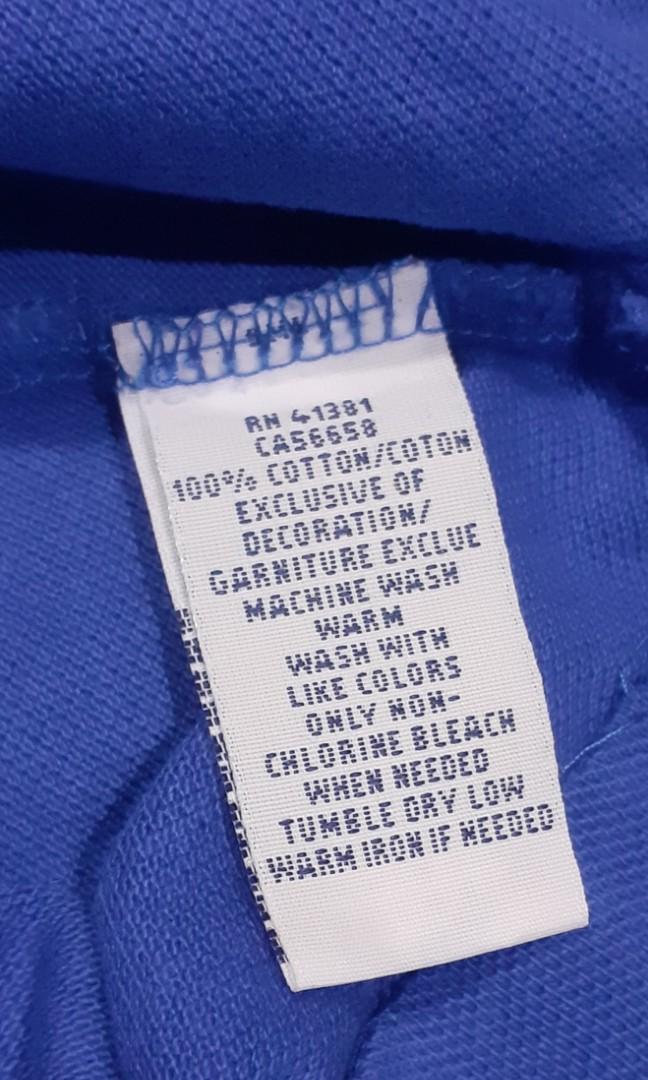 RN 41381
CA56658
100% COTTON/COTON
EXCLUSIVE OF
DECORATION/
GARNITURE EXCLUE
MACHINE WASH
WARM
WASH WITH
LIKE COLORS
ONLY NON-
CHLORINE BLEACH
WHEN NEEDED
TUMBLE DRY LOW
WARM IRON IF NEEDED